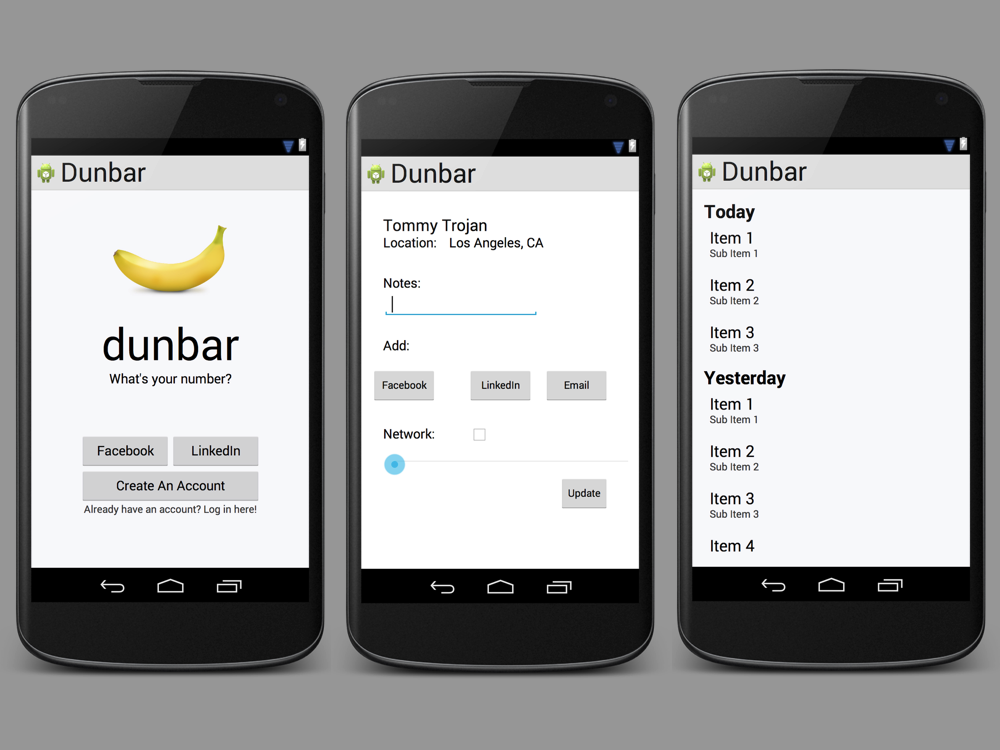 Dunbar
dunbar
What's your number?
Facebook LinkedIn
Create An Account
Already have an account? Log in here!
Dunbar
Tommy Trojan
Location: Los Angeles, CA
Notes:
Add:
Facebook LinkedIn Email
Network:
Update
Dunbar
Today
Item 1
Sub Item 1
Item 2
Sub Item 2
Item 3
Sub Item 3
Yesterday
Item 1
Sub Item 1
Item 2
Sub Item 2
Item 3
Sub Item 3
Item 4